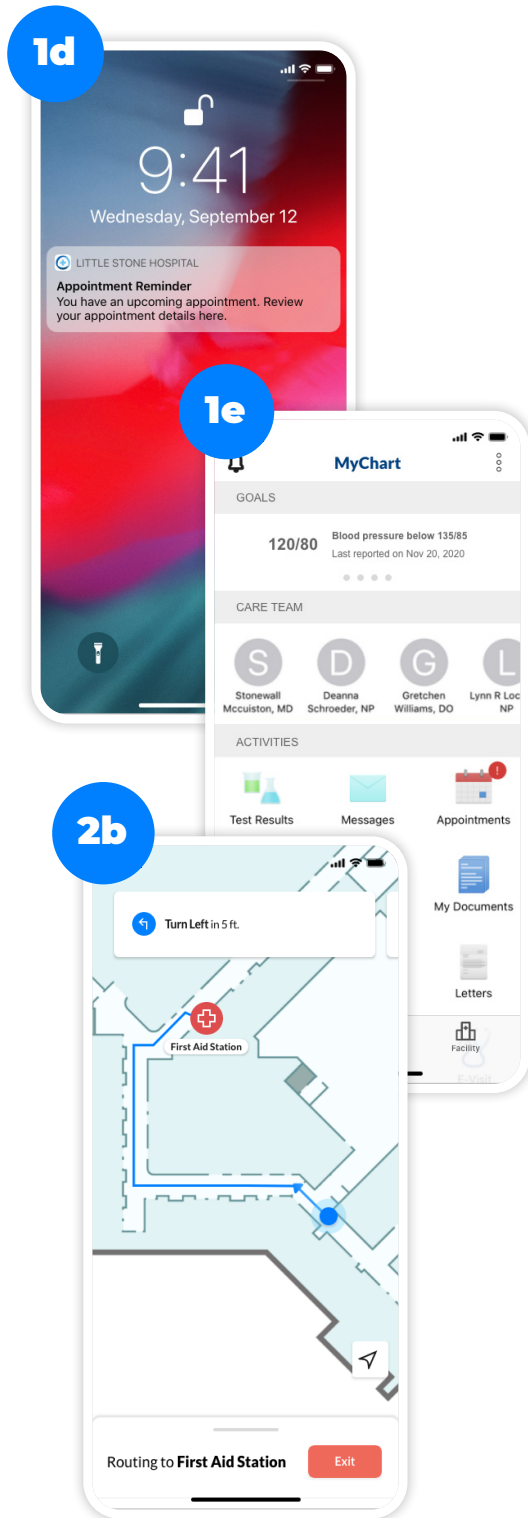 1d
9:41
Wednesday, September 12
LITTLE STONE HOSPITAL
Appointment Reminder
You have an upcoming appointment. Review
your appointment details here.
1e
MyChart
GOALS
120/80
Blood pressure below 135/85
Last reported on Nov 20, 2020
CARE TEAM
S D G L
Stonewall
Mccuiston, MD
Deanna
Schroeder, NP
Gretchen
Williams, DO
Lynn R Loc
NP
ACTIVITIES
Test Results
Messages
!
Appointments
My Documents
Letters
Facility
E-Visit
2b
Turn Left in 5 ft.
First Aid Station
Routing to First Aid Station
Exit